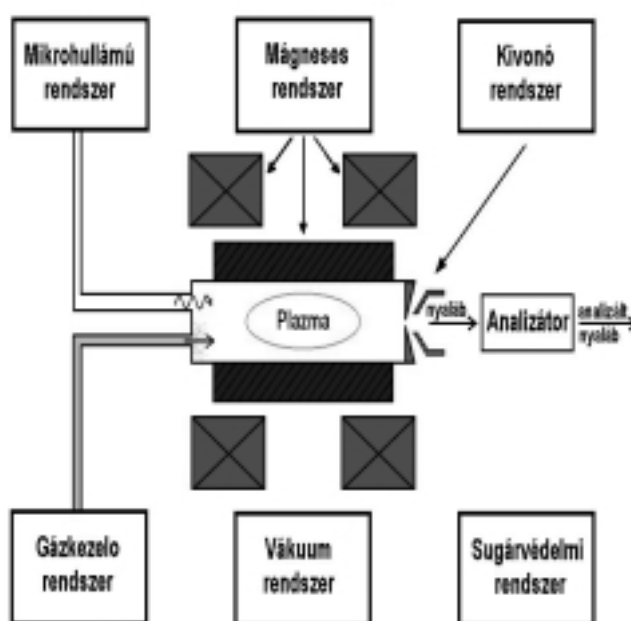 Mikrohullámú
rendszer
Mágneses
rendszer
Kivonó
rendszer
Plazma
nyaláb
Analizátor
analizált
nyaláb
Gázkezelo
rendszer
Vákuum
rendszer
Sugárvédelmi
rendszer